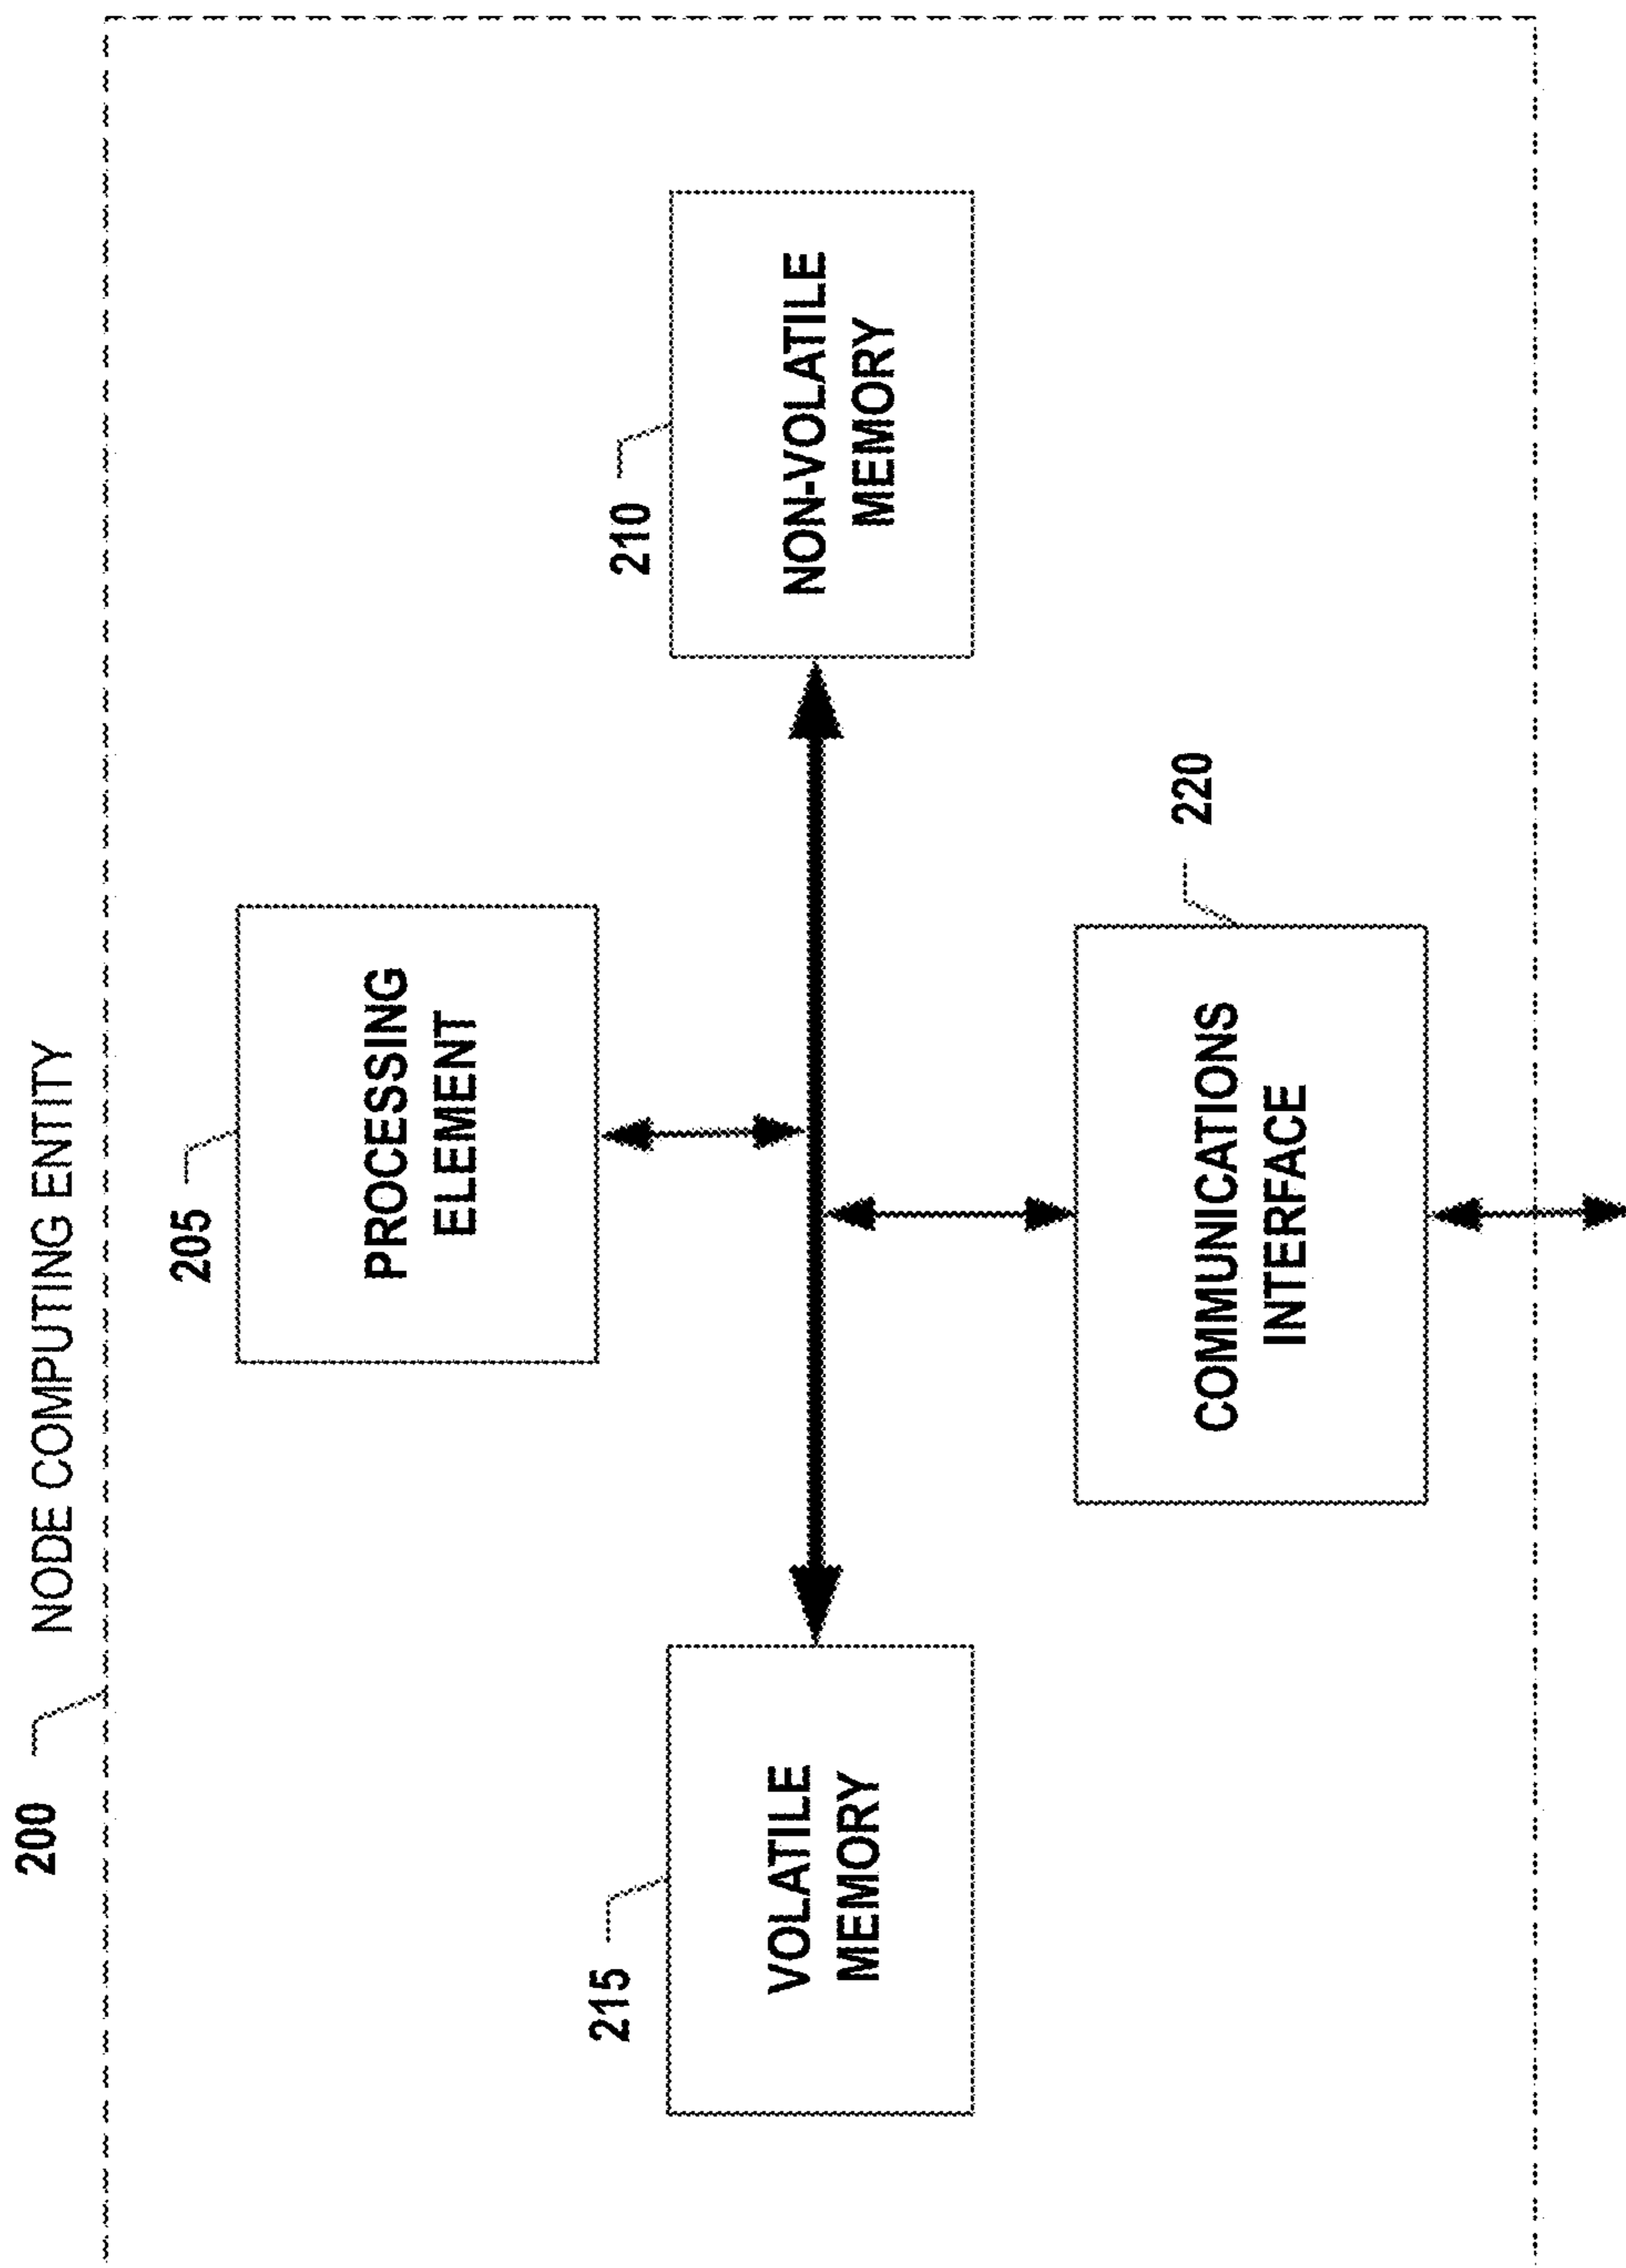 200
NODE COMPUTING ENTITY
205
PROCESSING
ELEMENT
215
VOLATILE
MEMORY
210
NON-VOLATILE
MEMORY
COMMUNICATIONS
INTERFACE
220